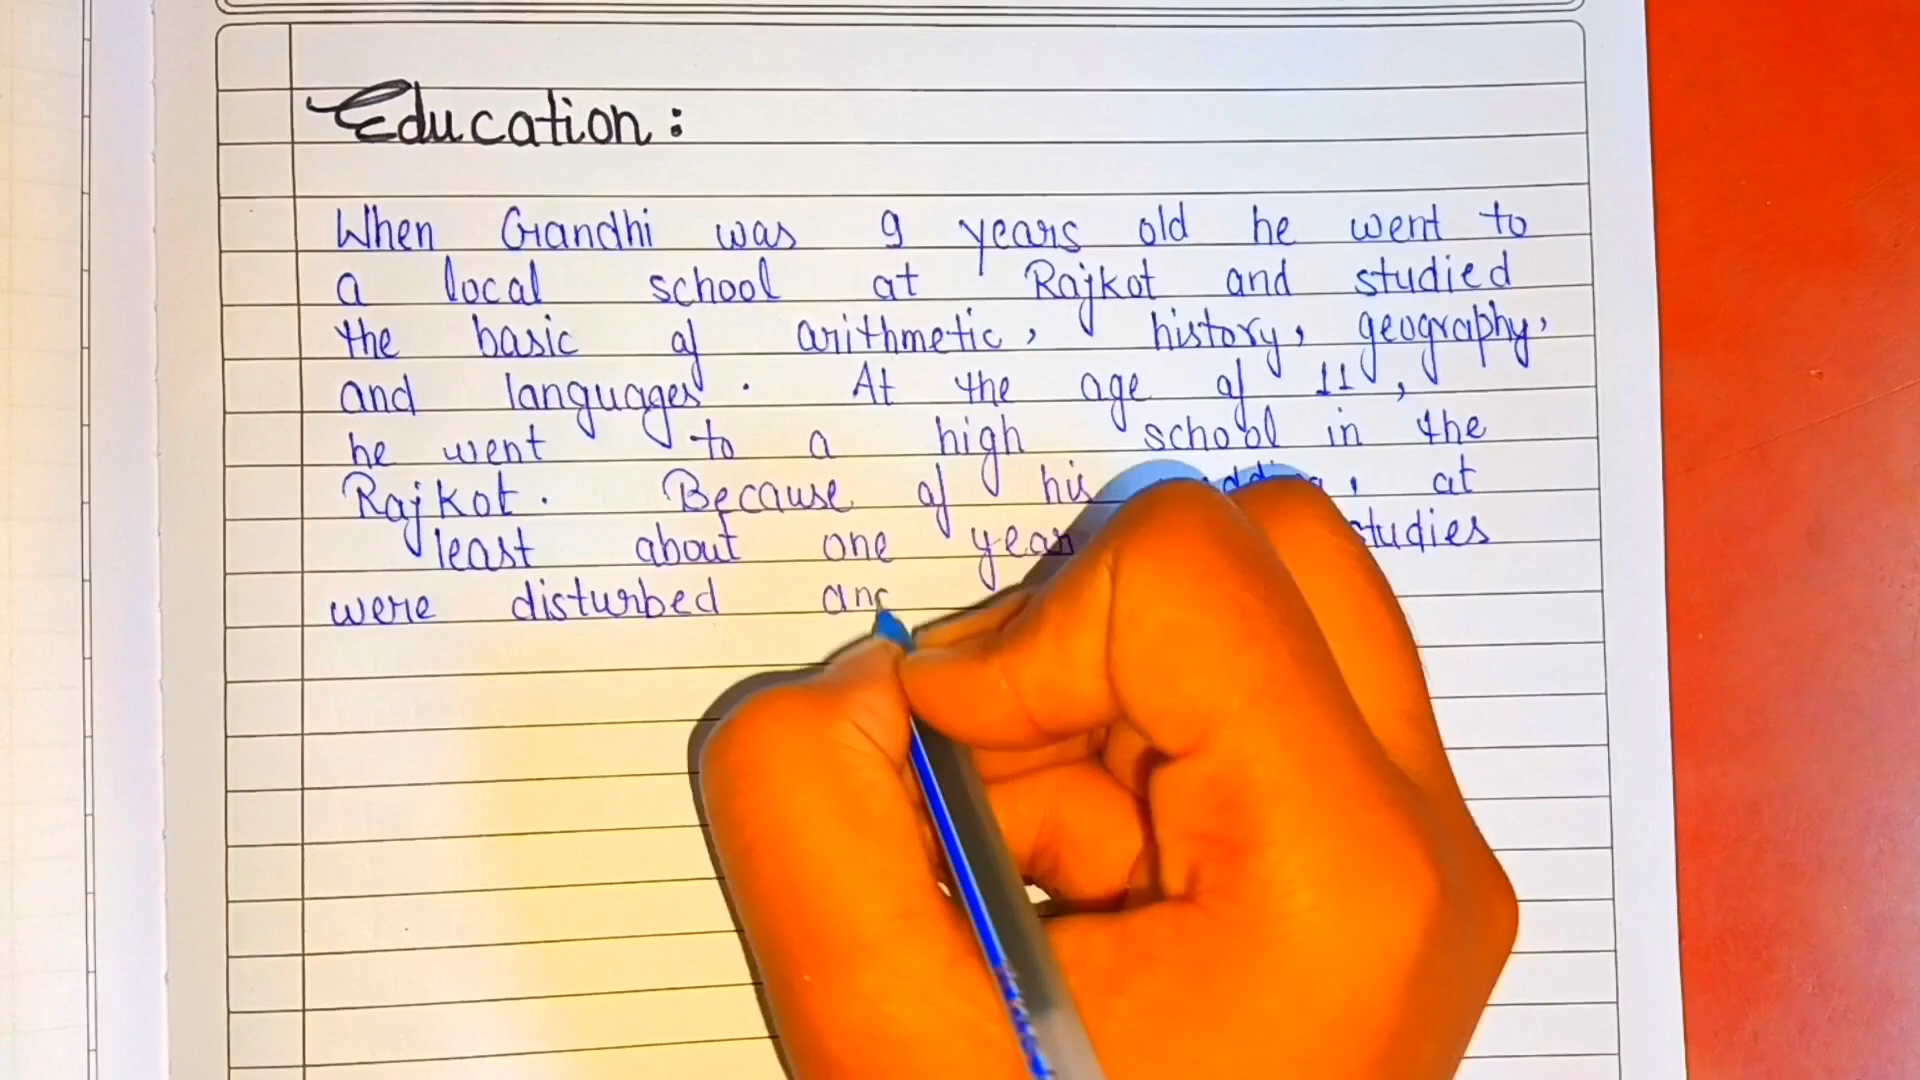 Education:
When Gandhi was 9 years old he went to
a local school at Rajkot and studied
the basic of arithmetic, history, geography,
and languages. At the age of 11,
he went to a high school in the
Rajkot. Because of his at
least about one year studies
were disturbed